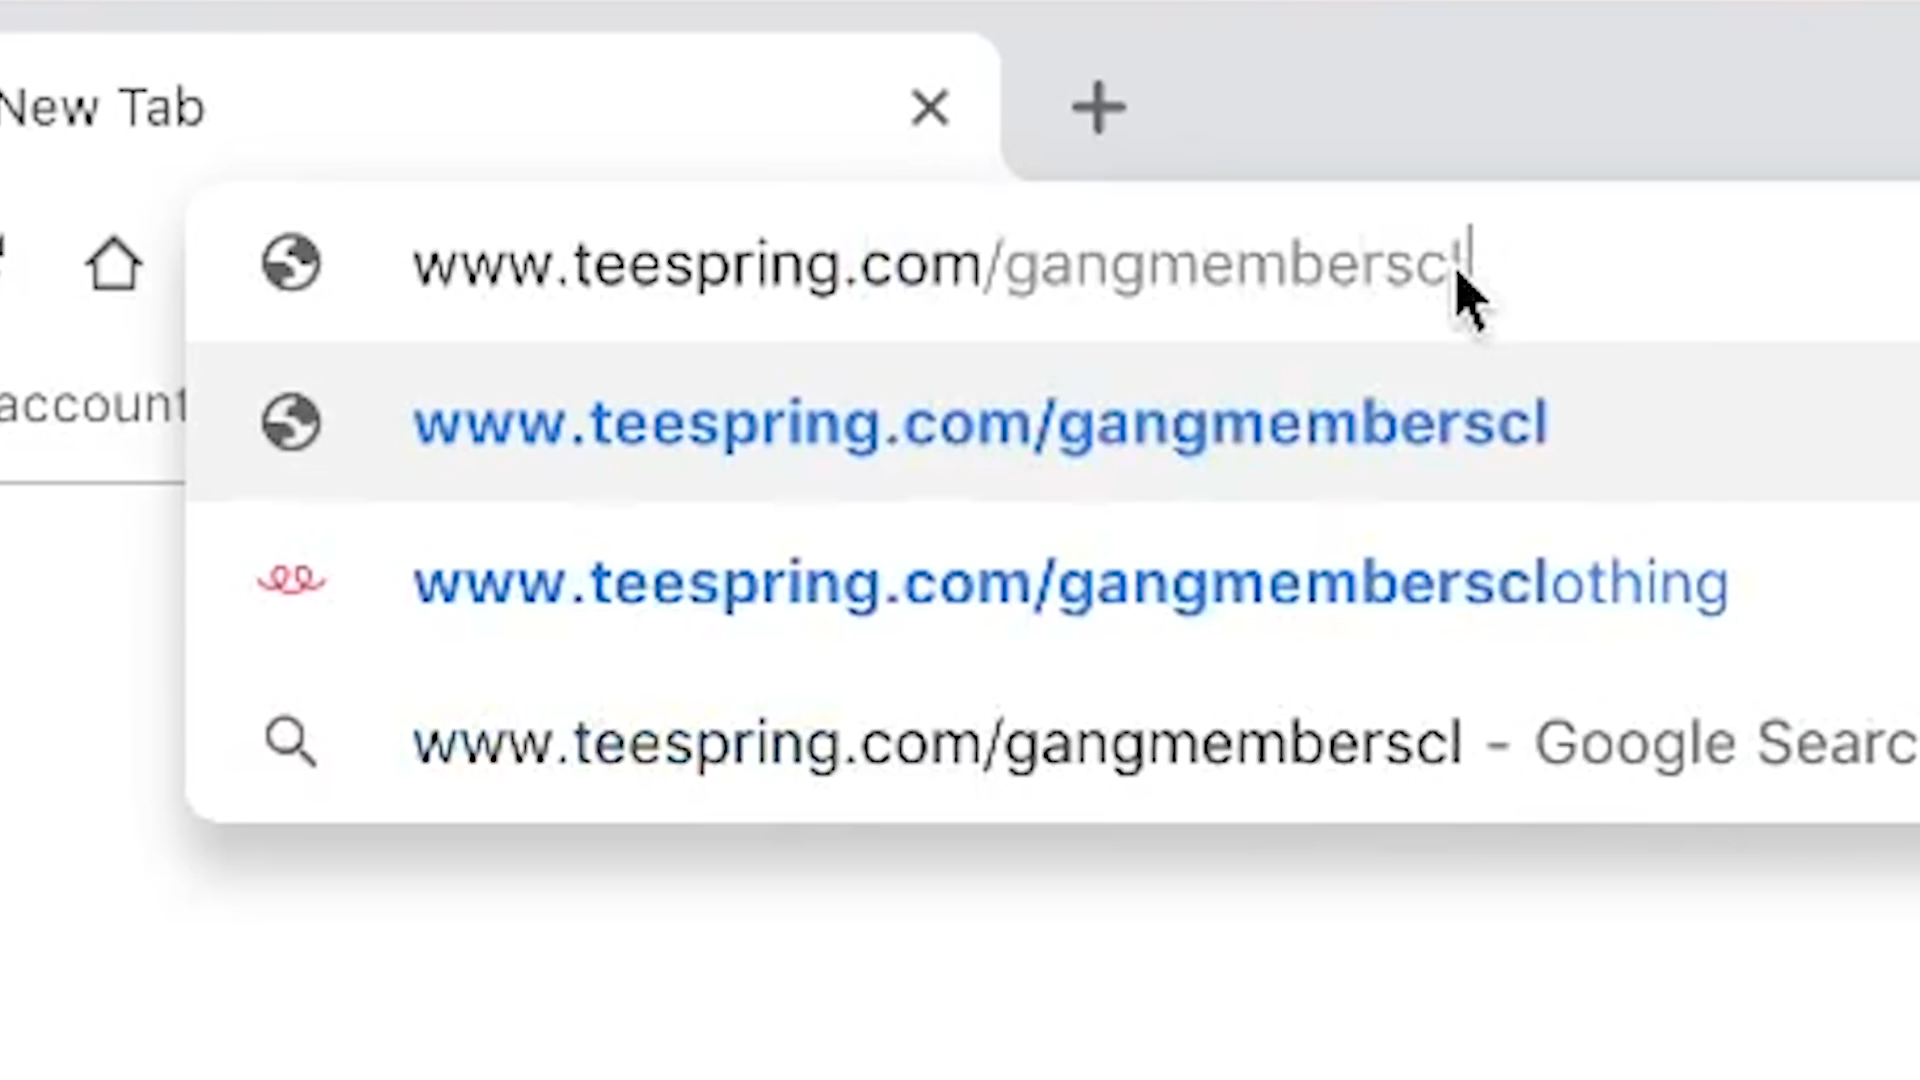 New Tab
www.teespring.com/gangmemberscl
account
www.teespring.com/gangmemberscl
www.teespring.com/gangmembersclothing
www.teespring.com/gangmemberscl - Google Searc